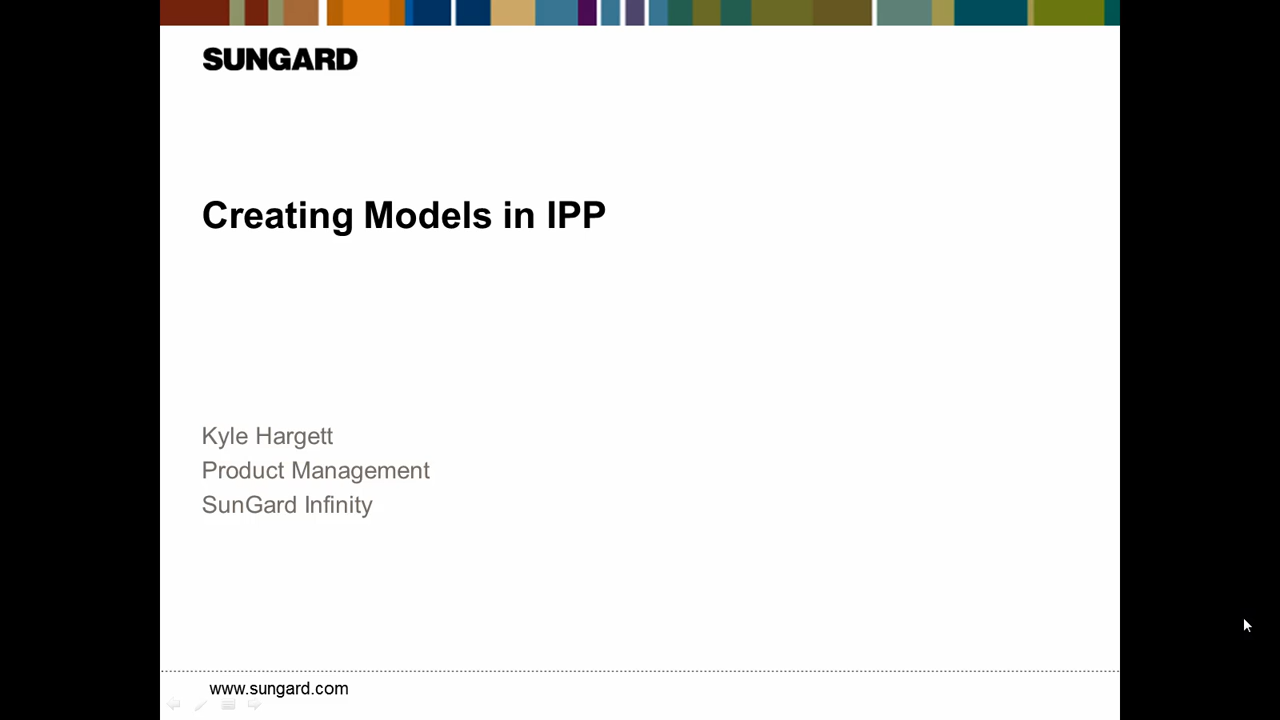 SUNGARD
Creating Models in IPP
Kyle Hargett
Product Management
SunGard Infinity
www.sungard.com